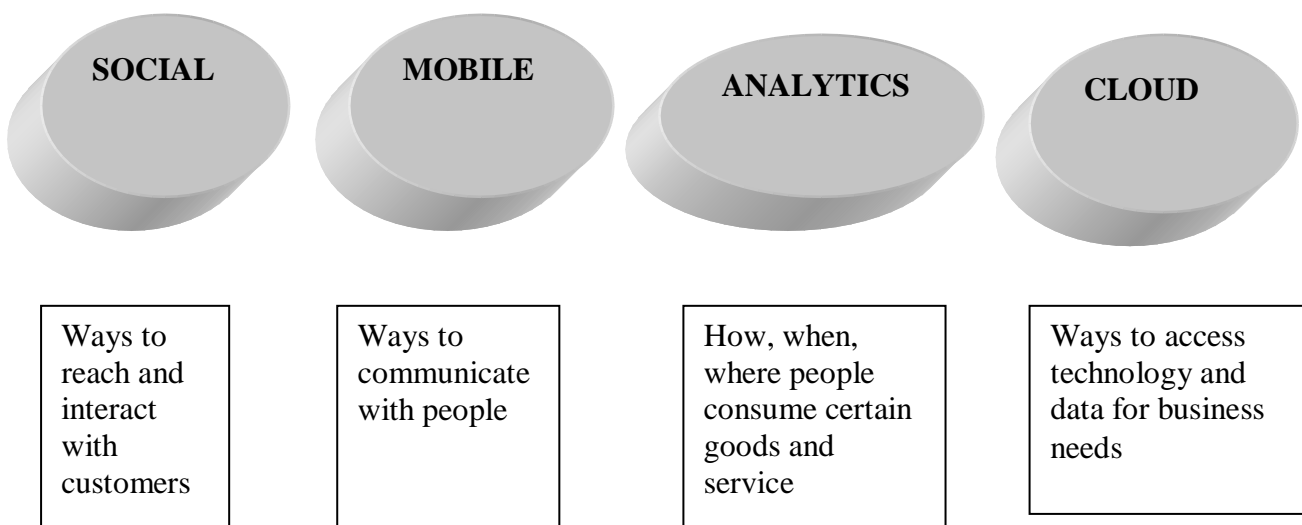 SOCIAL
MOBILE
ANALYTICS
CLOUD
Ways to
reach and
interact
with
customers
Ways to
communicate
with people
How, when,
where people
consume certain
goods and
service
Ways to access
technology and
data for business
needs